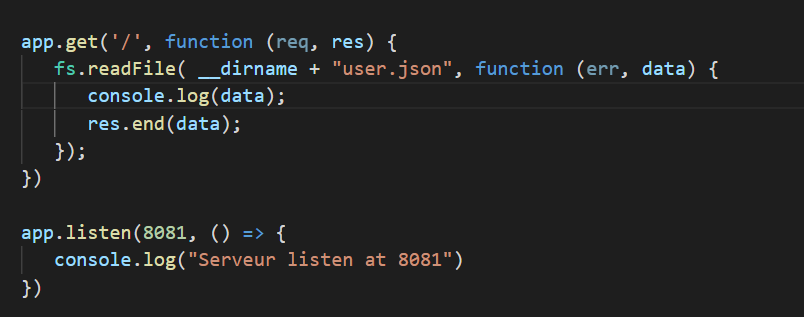 app.get('/', function (req, res) {
fs.readFile( __dirname + "user.json", function (err, data) {
console.log(data);
res.end(data);
});
})
app.listen(8081, () => {
console.log("Serveur listen at 8081")
})